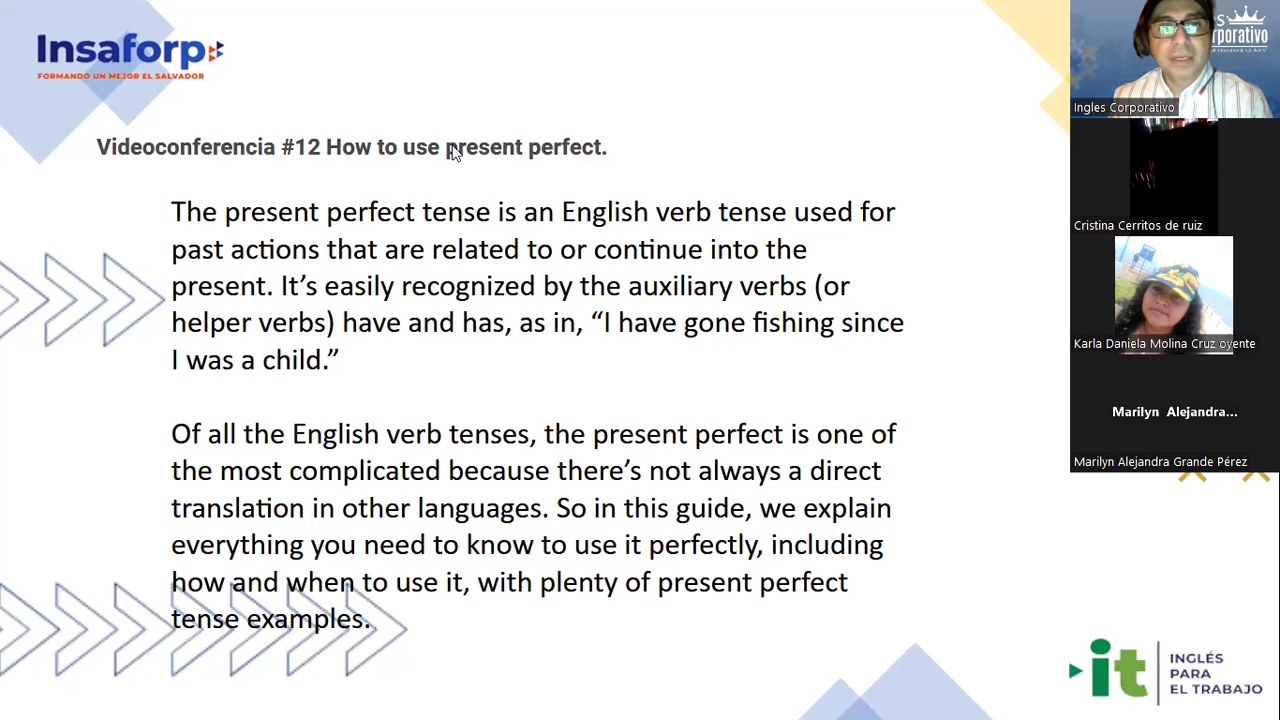 Insaforp
FORMANDO UN MEJOR EL SALVADOR
Videoconferencia #12 How to use present perfect.
The present perfect tense is an English verb tense used for
past actions that are related to or continue into the
present. It’s easily recognized by the auxiliary verbs (or
helper verbs) have and has, as in, “I have gone fishing since
I was a child.”
Of all the English verb tenses, the present perfect is one of
the most complicated because there’s not always a direct
translation in other languages. So in this guide, we explain
everything you need to know to use it perfectly, including
how and when to use it, with plenty of present perfect
tense examples.
Ingles Corporativo
Cristina Cerritos de ruiz
Karla Daniela Molina Cruz oyente
Marilyn Alejandra...
Marilyn Alejandra Grande Pérez
it
INGLÉS
PARA
EL TRABAJO